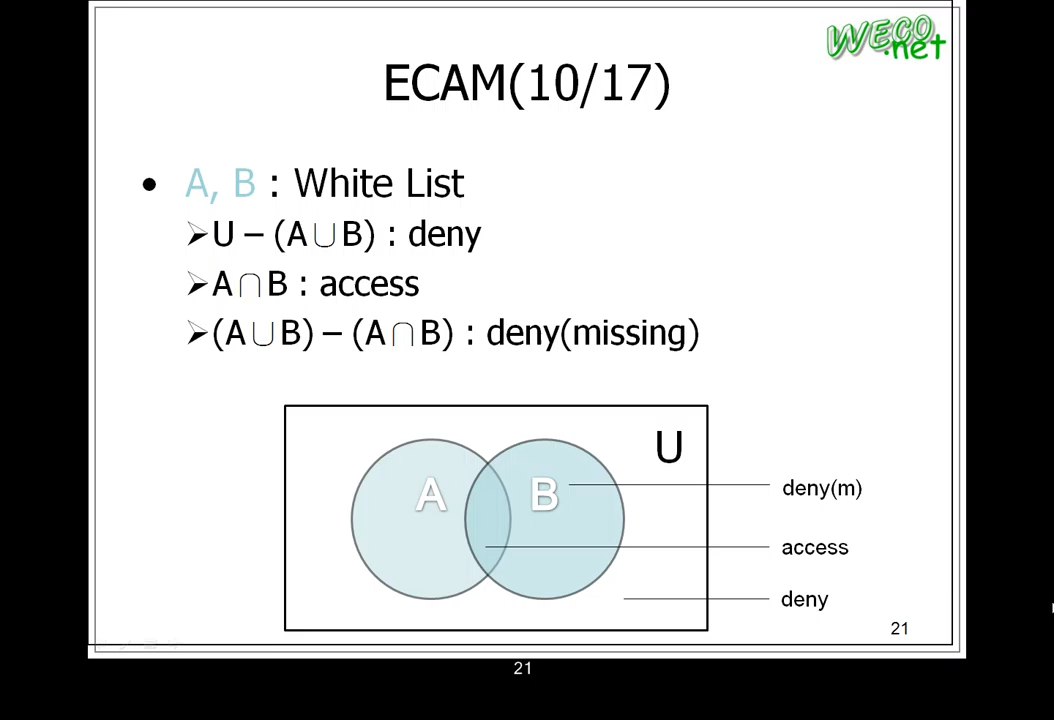 WECO.net
ECAM(10/17)
• A, B : White List
➢U – (A∪B) : deny
➢A∩B : access
➢(A∪B) – (A∩B) : deny(missing)
U
A
B
deny(m)
access
deny
21
21